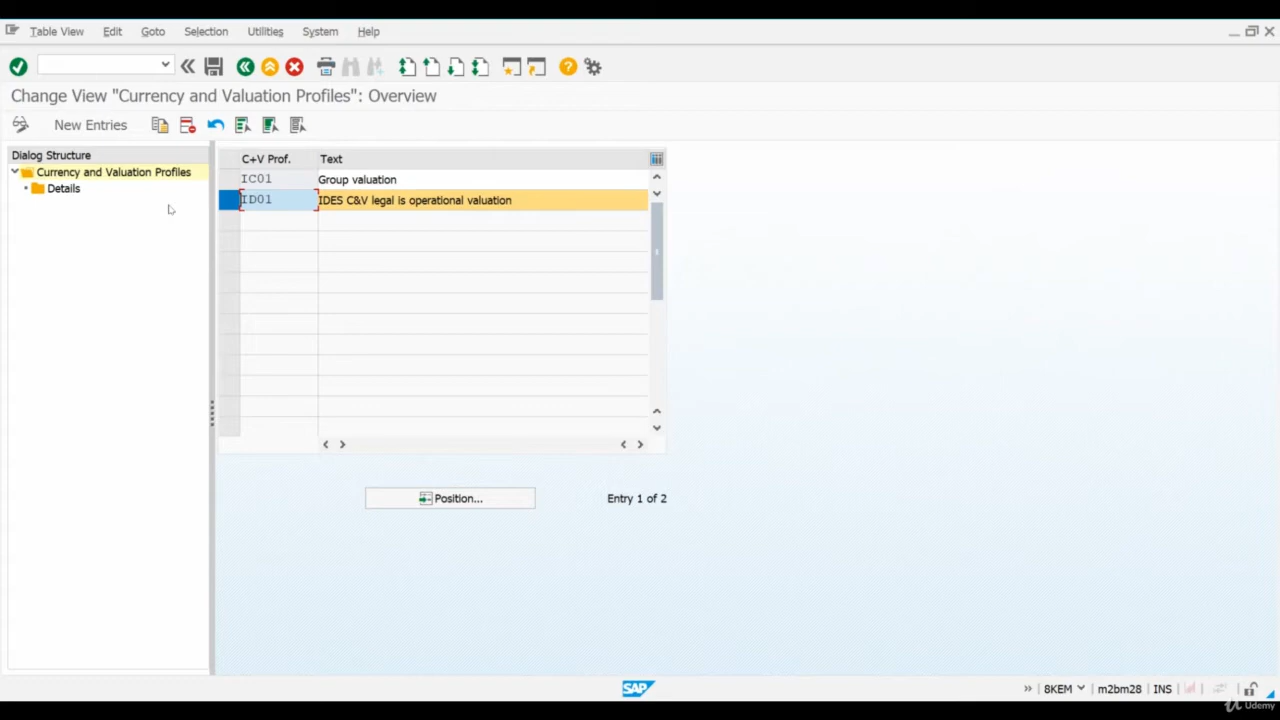 Table View Edit Goto Selection Utilities System Help
Change View "Currency and Valuation Profiles": Overview
New Entries
Dialog Structure
Currency and Valuation Profiles
Details
C+V Prof. Text
IC01 Group valuation
ID01 IDES C&V legal is operational valuation
Position... Entry 1 of 2
SAP
8KEM m2bm28 INS
Udemy